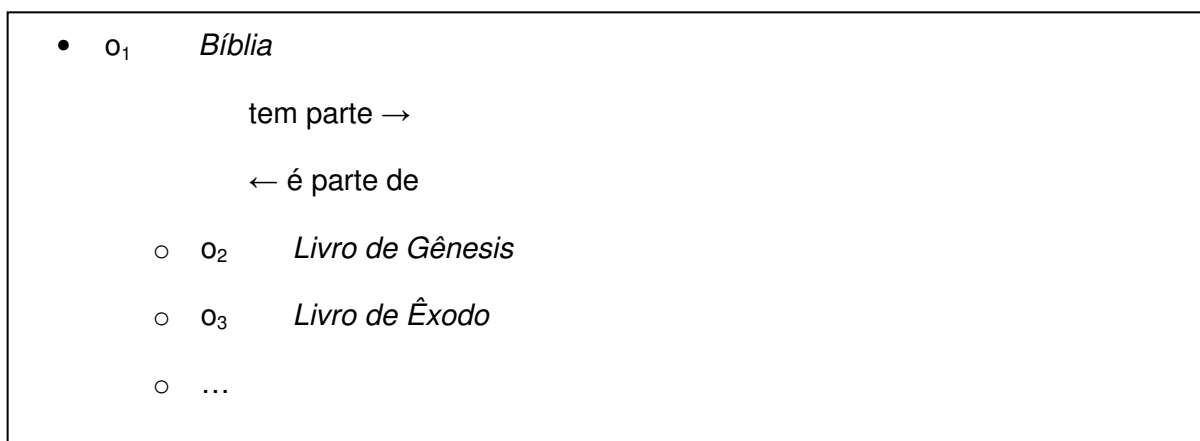 • o₁ Bíblia
tem parte →
← é parte de
○ o₂ Livro de Gênesis
○ o₃ Livro de Êxodo
○ …